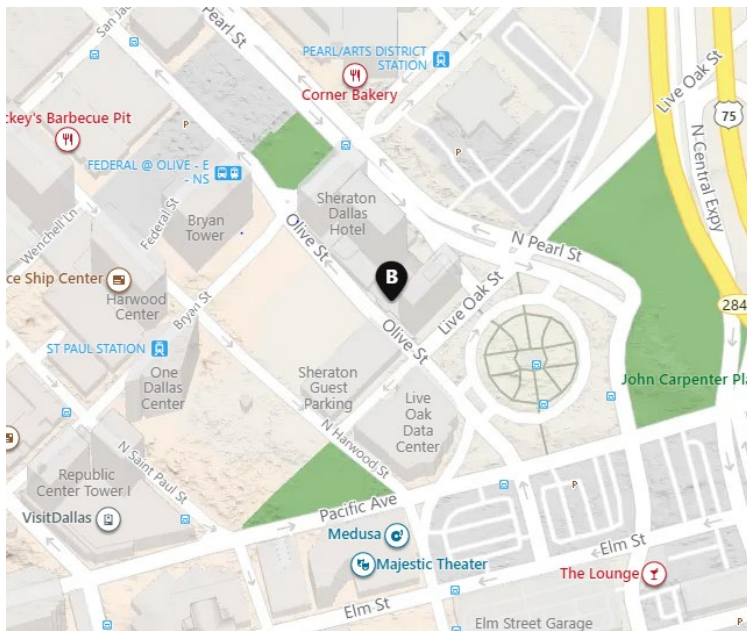 San Jac
Pearl St
N Pearl St
PEARL/ARTS DISTRICT
STATION
Corner Bakery
Live Oak St
75
N Central Expy
ckey's Barbecue Pit
P
P
FEDERAL @ OLIVE - E
- NS
Federal St
Bryan
Tower
Sheraton
Dallas
Hotel
Olive St
Wenchell Ln
N Pearl St
ce Ship Center
Harwood
Center
Bryan St
B
Live Oak St
Olive St
284
ST PAUL STATION
One
Dallas
Center
Sheraton
Guest
Parking
Live
Oak
Data
Center
John Carpenter Pla
N Harwood St
N Saint Paul St
Republic
Center Tower I
VisitDallas
Pacific Ave
P
Medusa
Majestic Theater
Elm St
The Lounge
Elm St
Elm Street Garage
P